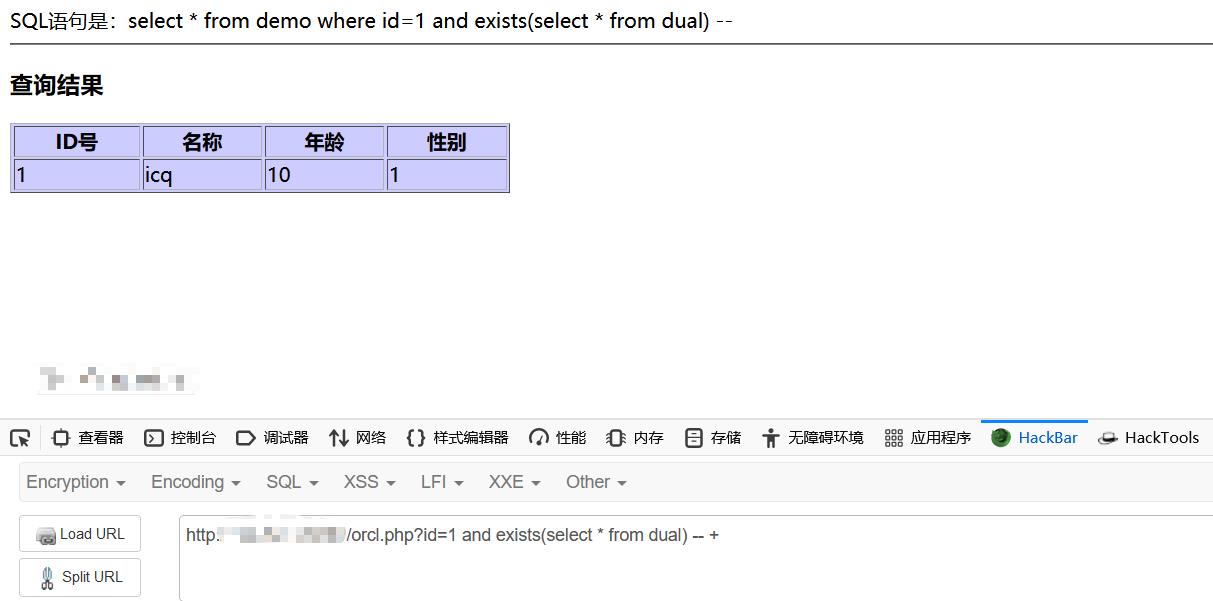 SQL语句是：select * from demo where id=1 and exists(select * from dual) --
查询结果
ID号 名称 年龄 性别
1 icq 10 1
查看器 控制台 调试器 网络 样式编辑器 性能 内存 存储 无障碍环境 应用程序 HackBar HackTools
Encryption Encoding SQL XSS LFI XXE Other
Load URL http: /orcl.php?id=1 and exists(select * from dual) -- +
Split URL